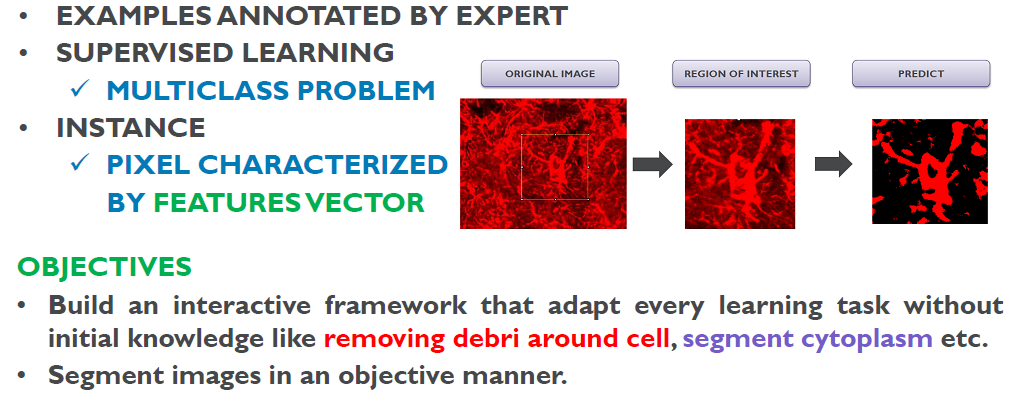 • EXAMPLES ANNOTATED BY EXPERT
• SUPERVISED LEARNING
✓ MULTICLASS PROBLEM
• INSTANCE
✓ PIXEL CHARACTERIZED
BY FEATURES VECTOR
ORIGINAL IMAGE
REGION OF INTEREST
PREDICT
OBJECTIVES
• Build an interactive framework that adapt every learning task without
initial knowledge like removing debri around cell, segment cytoplasm etc.
• Segment images in an objective manner.